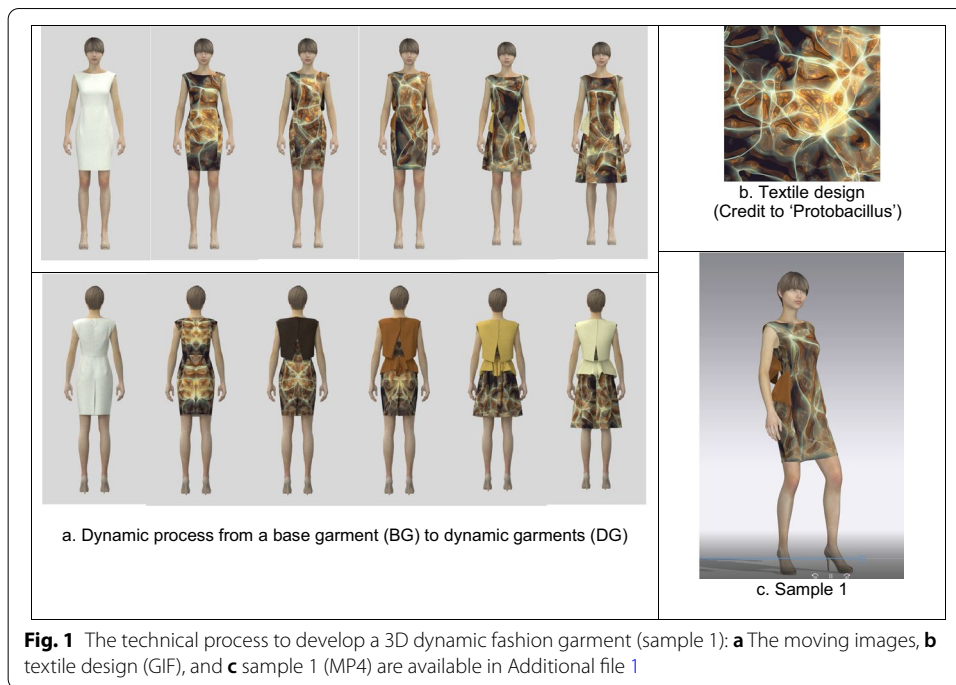 b. Textile design
(Credit to 'Protobacillus')
a. Dynamic process from a base garment (BG) to dynamic garments (DG)
c. Sample 1
Fig. 1 The technical process to develop a 3D dynamic fashion garment (sample 1): a The moving images, b
textile design (GIF), and c sample 1 (MP4) are available in Additional file 1